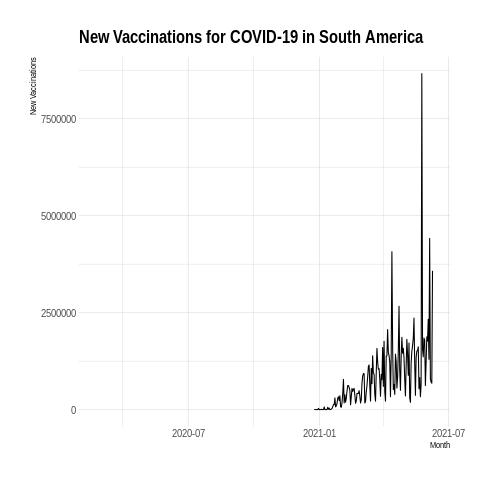 New Vaccinations for COVID-19 in South America
New Vaccinations
7500000
5000000
2500000
0
2020-07
2021-01
2021-07
Month